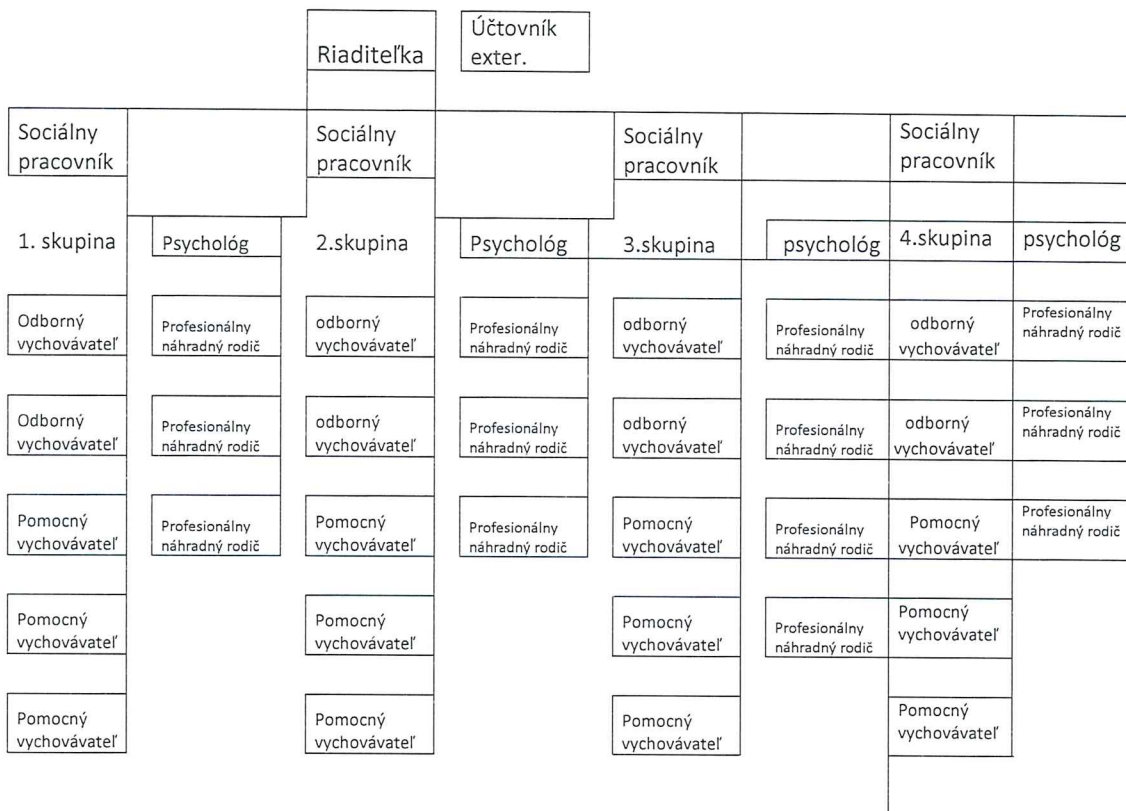 Riaditeľka
Účtovník
exter.
Sociálny
pracovník
Sociálny
pracovník
Sociálny
pracovník
Sociálny
pracovník
1. skupina
Psychológ
2.skupina
Psychológ
3.skupina
psychológ
4.skupina
psychológ
Odborný
vychovávateľ
Profesionálny
náhradný rodič
odborný
vychovávateľ
Profesionálny
náhradný rodič
odborný
vychovávateľ
Profesionálny
náhradný rodič
odborný
vychovávateľ
Profesionálny
náhradný rodič
Odborný
vychovávateľ
Profesionálny
náhradný rodič
odborný
vychovávateľ
Profesionálny
náhradný rodič
odborný
vychovávateľ
Profesionálny
náhradný rodič
odborný
vychovávateľ
Profesionálny
náhradný rodič
Pomocný
vychovávateľ
Profesionálny
náhradný rodič
Pomocný
vychovávateľ
Profesionálny
náhradný rodič
Pomocný
vychovávateľ
Profesionálny
náhradný rodič
Pomocný
vychovávateľ
Profesionálny
náhradný rodič
Pomocný
vychovávateľ
Pomocný
vychovávateľ
Pomocný
vychovávateľ
Profesionálny
náhradný rodič
Pomocný
vychovávateľ
Pomocný
vychovávateľ
Pomocný
vychovávateľ
Pomocný
vychovávateľ
Pomocný
vychovávateľ